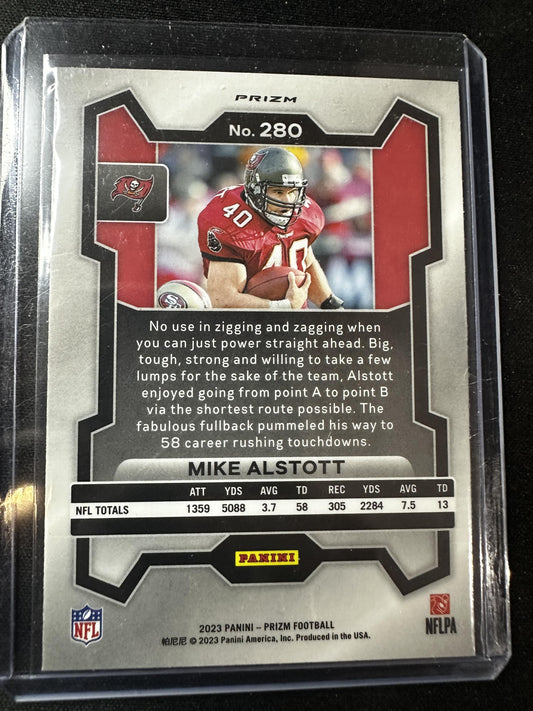 PRIZM
No. 280
40
40
No use in zigging and zagging when
you can just power straight ahead. Big,
tough, strong and willing to take a few
lumps for the sake of the team, Alstott
enjoyed going from point A to point B
via the shortest route possible. The
fabulous fullback pummeled his way to
58 career rushing touchdowns.
MIKE ALSTOTT
ATT YDS AVG TD REC YDS AVG TD
NFL TOTALS 1359 5088 3.7 58 305 2284 7.5 13
PANINI
NFL
2023 PANINI – PRIZM FOOTBALL
帕尼尼 © 2023 Panini America, Inc. Produced in the USA.
NFLPA